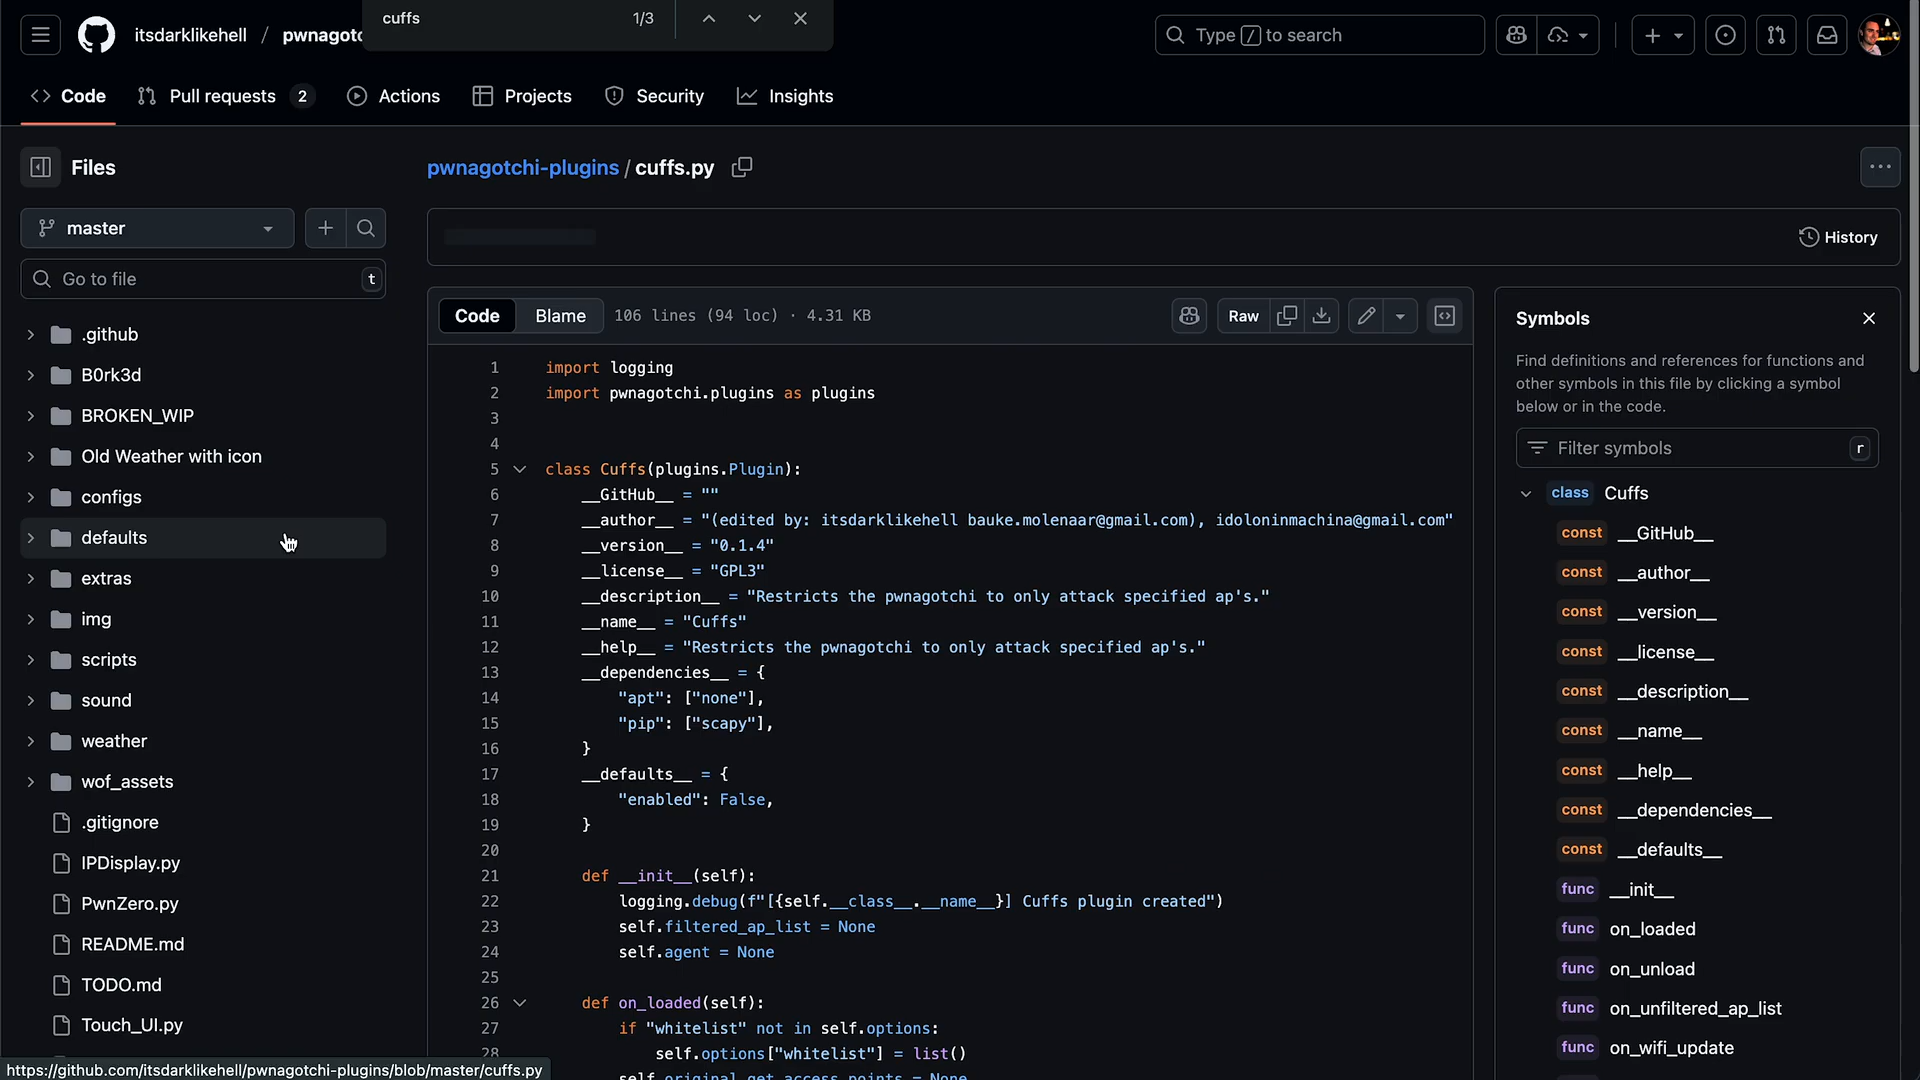 cuffs 1/3
itsdarklikehell / pwnagotc
Type / to search
Code Pull requests 2 Actions Projects Security Insights
Files
master
Go to file t
.github
B0rk3d
BROKEN_WIP
Old Weather with icon
configs
defaults
extras
img
scripts
sound
weather
wof_assets
.gitignore
IPDisplay.py
PwnZero.py
README.md
TODO.md
Touch_UI.py
https://github.com/itsdarklikehell/pwnagotchi-plugins/blob/master/cuffs.py
pwnagotchi-plugins / cuffs.py
History
Code Blame 106 lines (94 loc) · 4.31 KB Raw
1 import logging
2 import pwnagotchi.plugins as plugins
3
4
5 class Cuffs(plugins.Plugin):
6 __GitHub__ = ""
7 __author__ = "(edited by: itsdarklikehell bauke.molenaar@gmail.com), idoloninmachina@gmail.com"
8 __version__ = "0.1.4"
9 __license__ = "GPL3"
10 __description__ = "Restricts the pwnagotchi to only attack specified ap's."
11 __name__ = "Cuffs"
12 __help__ = "Restricts the pwnagotchi to only attack specified ap's."
13 __dependencies__ = {
14 "apt": ["none"],
15 "pip": ["scapy"],
16 }
17 __defaults__ = {
18 "enabled": False,
19 }
20
21 def __init__(self):
22 logging.debug(f"[{self.__class__.__name__}] Cuffs plugin created")
23 self.filtered_ap_list = None
24 self.agent = None
25
26 def on_loaded(self):
27 if "whitelist" not in self.options:
28 self.options["whitelist"] = list()
self.original_get_access_points = None
Symbols
Find definitions and references for functions and
other symbols in this file by clicking a symbol
below or in the code.
Filter symbols r
class Cuffs
const __GitHub__
const __author__
const __version__
const __license__
const __description__
const __name__
const __help__
const __dependencies__
const __defaults__
func __init__
func on_loaded
func on_unload
func on_unfiltered_ap_list
func on_wifi_update